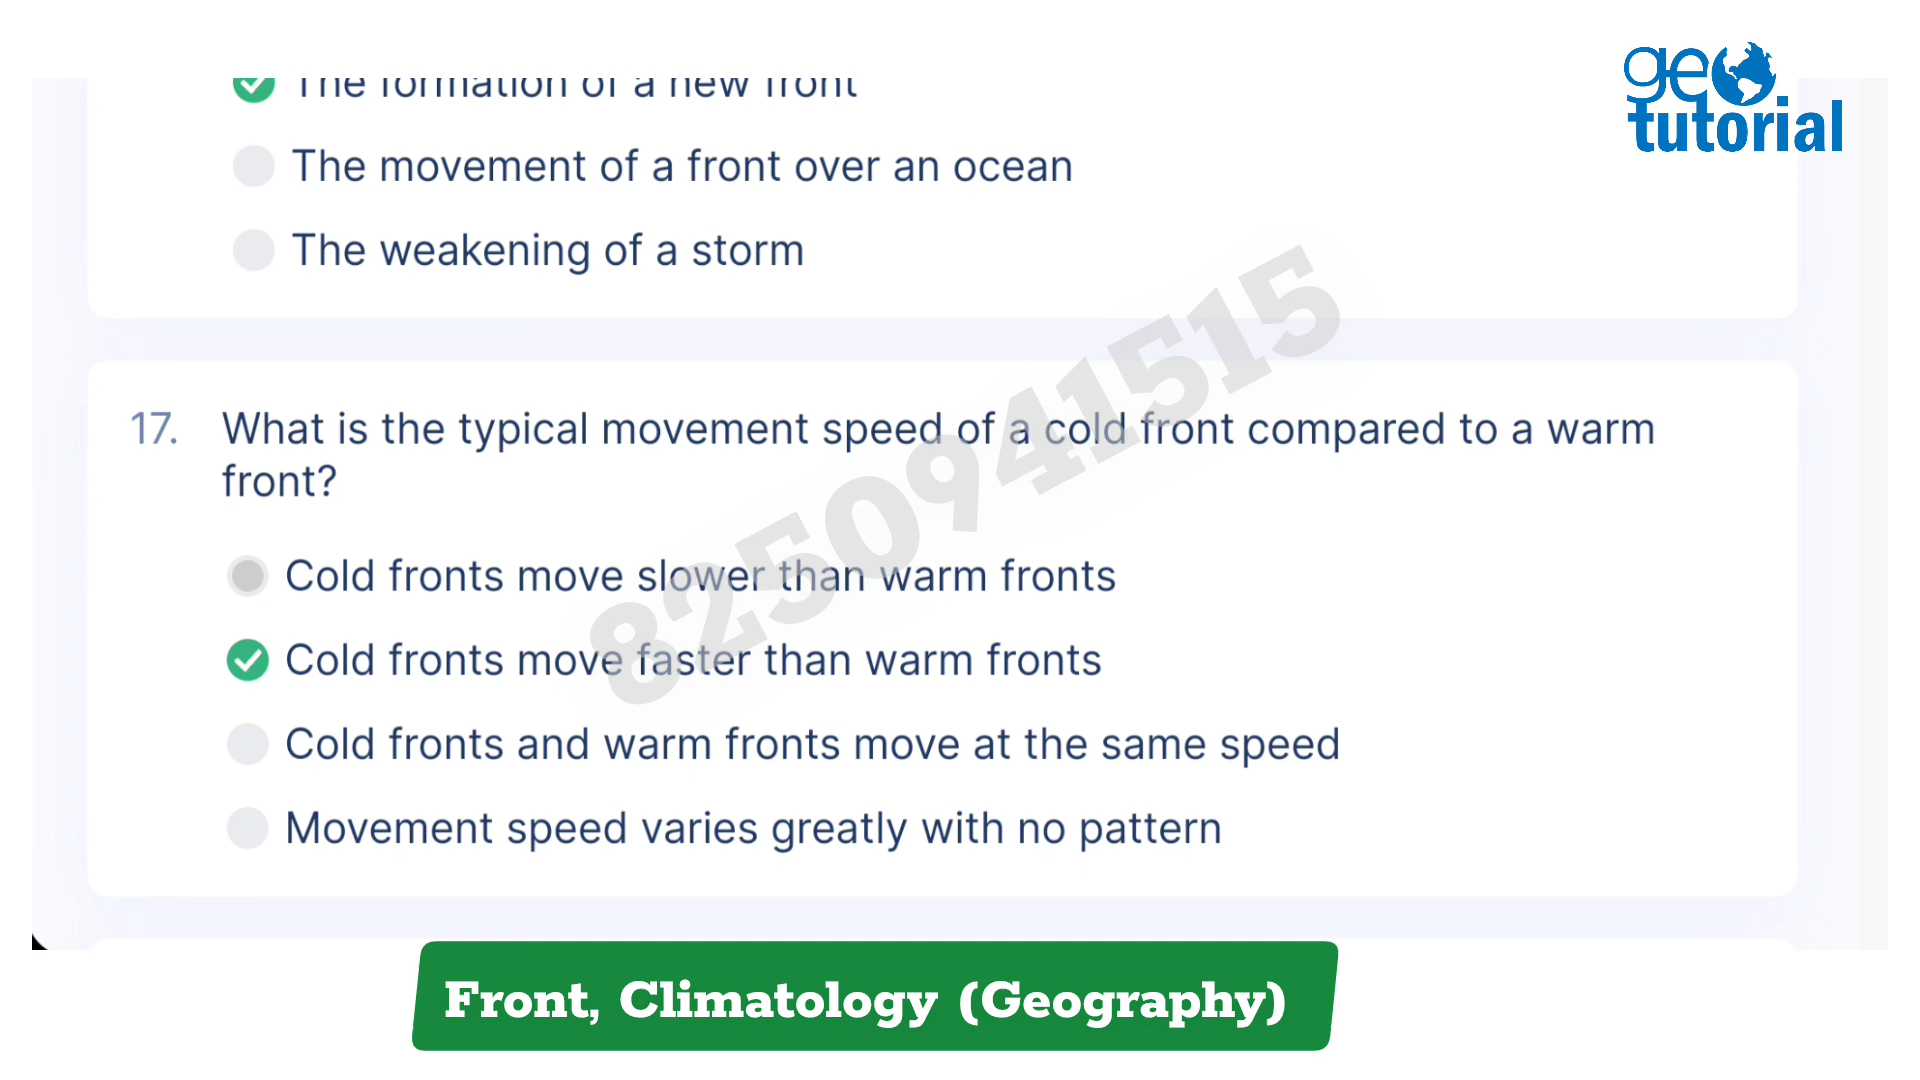 geo
tutorial
The formation of a new front
The movement of a front over an ocean
The weakening of a storm
17. What is the typical movement speed of a cold front compared to a warm
front?
Cold fronts move slower than warm fronts
Cold fronts move faster than warm fronts
Cold fronts and warm fronts move at the same speed
Movement speed varies greatly with no pattern
8250941515
Front, Climatology (Geography)